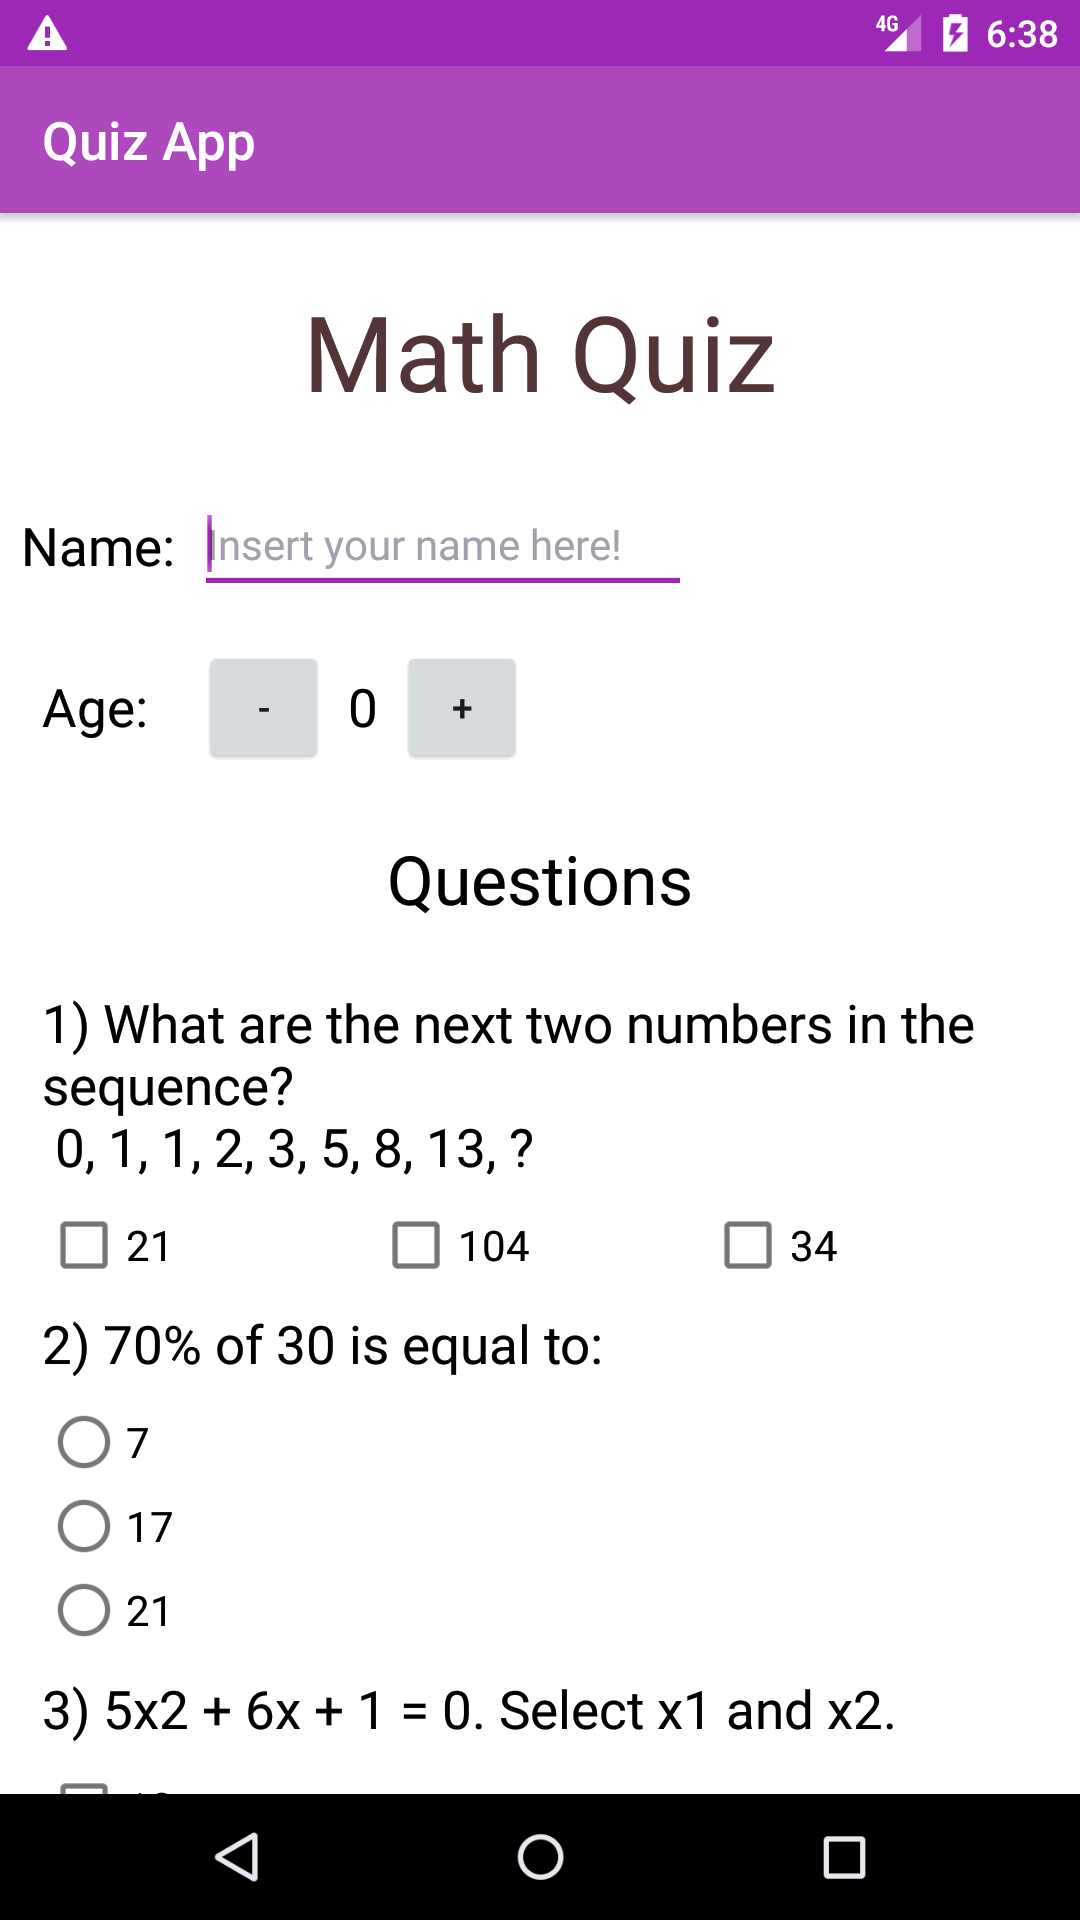 4G 6:38
Quiz App
Math Quiz
Name: Insert your name here!
Age: - 0 +
Questions
1) What are the next two numbers in the
sequence?
0, 1, 1, 2, 3, 5, 8, 13, ?
21 104 34
2) 70% of 30 is equal to:
7
17
21
3) 5x2 + 6x + 1 = 0. Select x1 and x2.